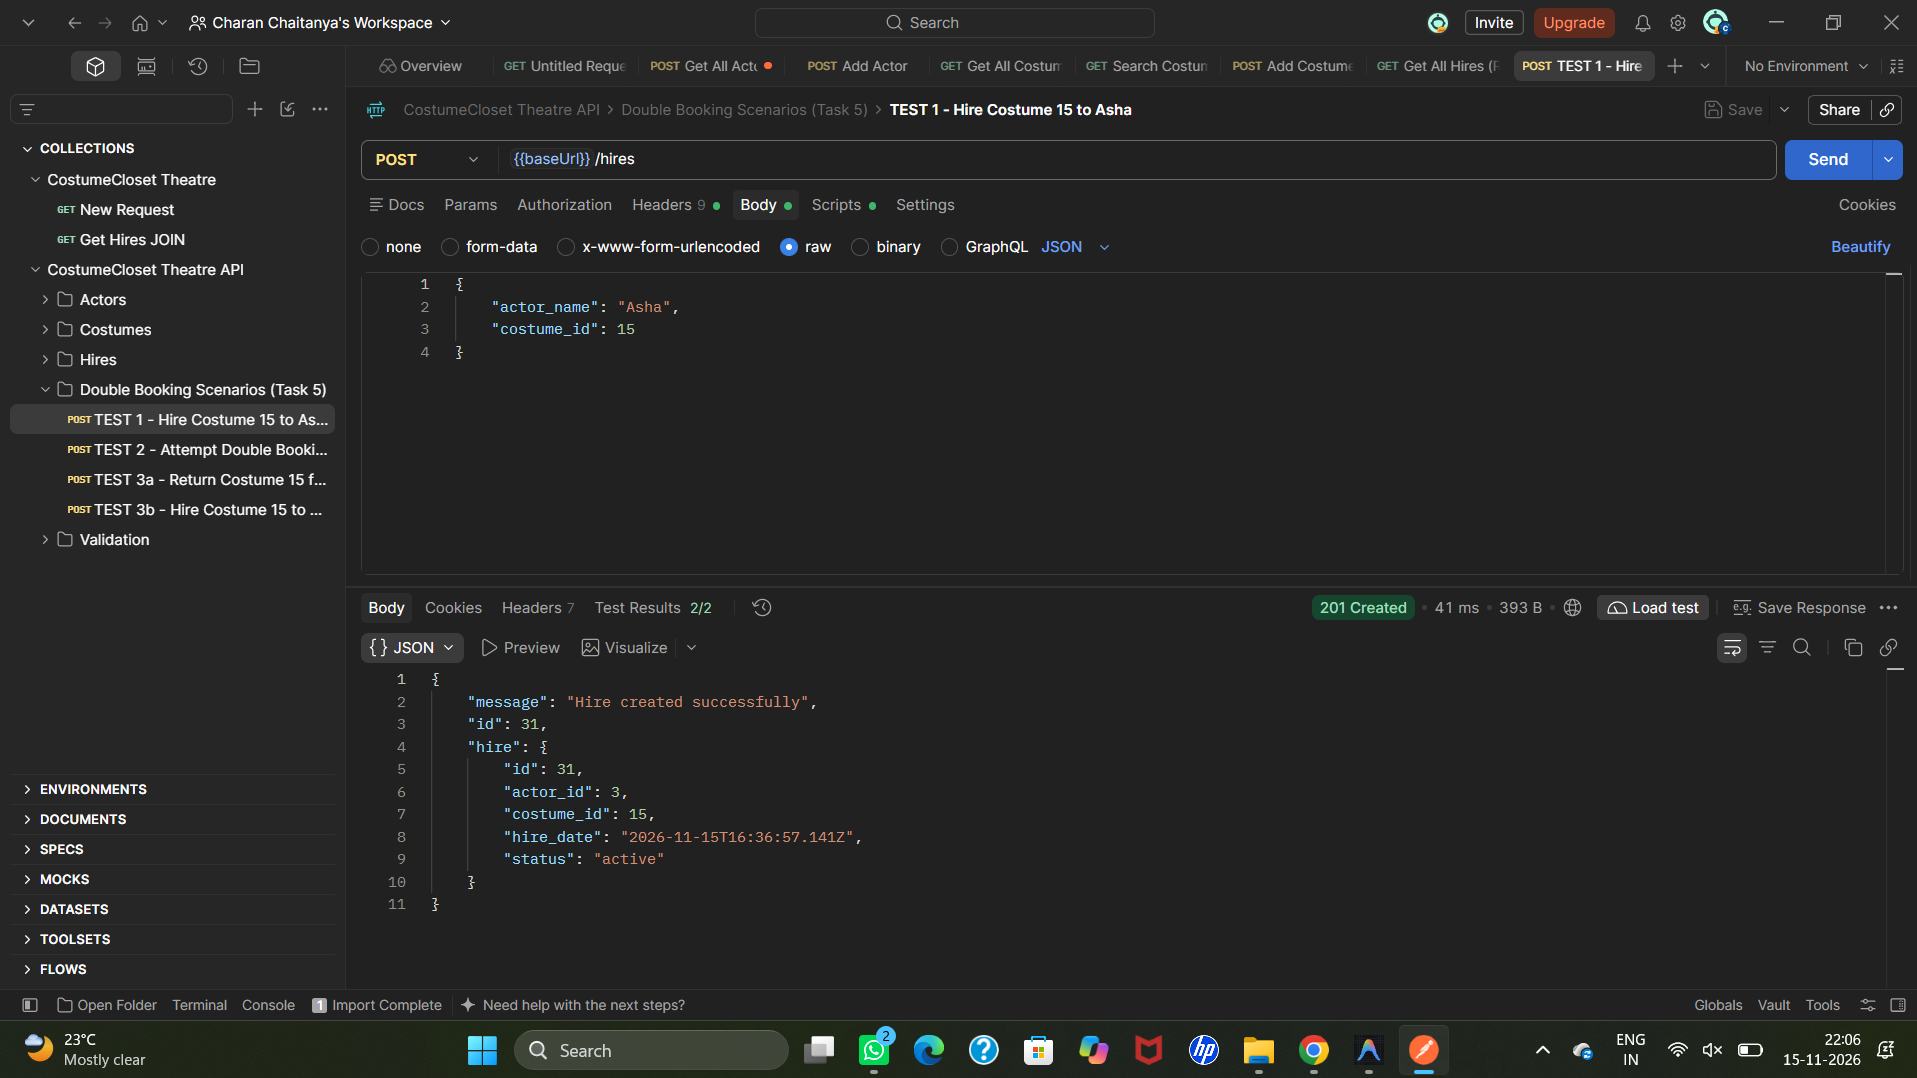 Charan Chaitanya's Workspace
Search
Invite
Upgrade
Overview
GET Untitled Reque
POST Get All Act
POST Add Actor
GET Get All Costum
GET Search Costun
POST Add Costume
GET Get All Hires (F
POST TEST 1 - Hire
No Environment
CostumeCloset Theatre API > Double Booking Scenarios (Task 5) > TEST 1 - Hire Costume 15 to Asha
Save
Share
COLLECTIONS
CostumeCloset Theatre
GET New Request
GET Get Hires JOIN
CostumeCloset Theatre API
Actors
Costumes
Hires
Double Booking Scenarios (Task 5)
POST TEST 1 - Hire Costume 15 to As...
POST TEST 2 - Attempt Double Booki...
POST TEST 3a - Return Costume 15 f...
POST TEST 3b - Hire Costume 15 to ...
Validation
ENVIRONMENTS
DOCUMENTS
SPECS
MOCKS
DATASETS
TOOLSETS
FLOWS
HTTP
POST
{{baseUrl}} /hires
Send
Docs Params Authorization Headers 9 Body Scripts Settings
Cookies
none form-data x-www-form-urlencoded raw binary GraphQL JSON
Beautify
1 {
2 "actor_name": "Asha",
3 "costume_id": 15
4 }
Body Cookies Headers 7 Test Results 2/2
201 Created • 41 ms • 393 B
Load test
e.g. Save Response
{} JSON Preview Visualize
1 {
2 "message": "Hire created successfully",
3 "id": 31,
4 "hire": {
5 "id": 31,
6 "actor_id": 3,
7 "costume_id": 15,
8 "hire_date": "2026-11-15T16:36:57.141Z",
9 "status": "active"
10 }
11 }
Open Folder Terminal Console 1 Import Complete Need help with the next steps?
Globals Vault Tools
23°C
Mostly clear
Search
2
hp
ENG
IN
22:06
15-11-2026